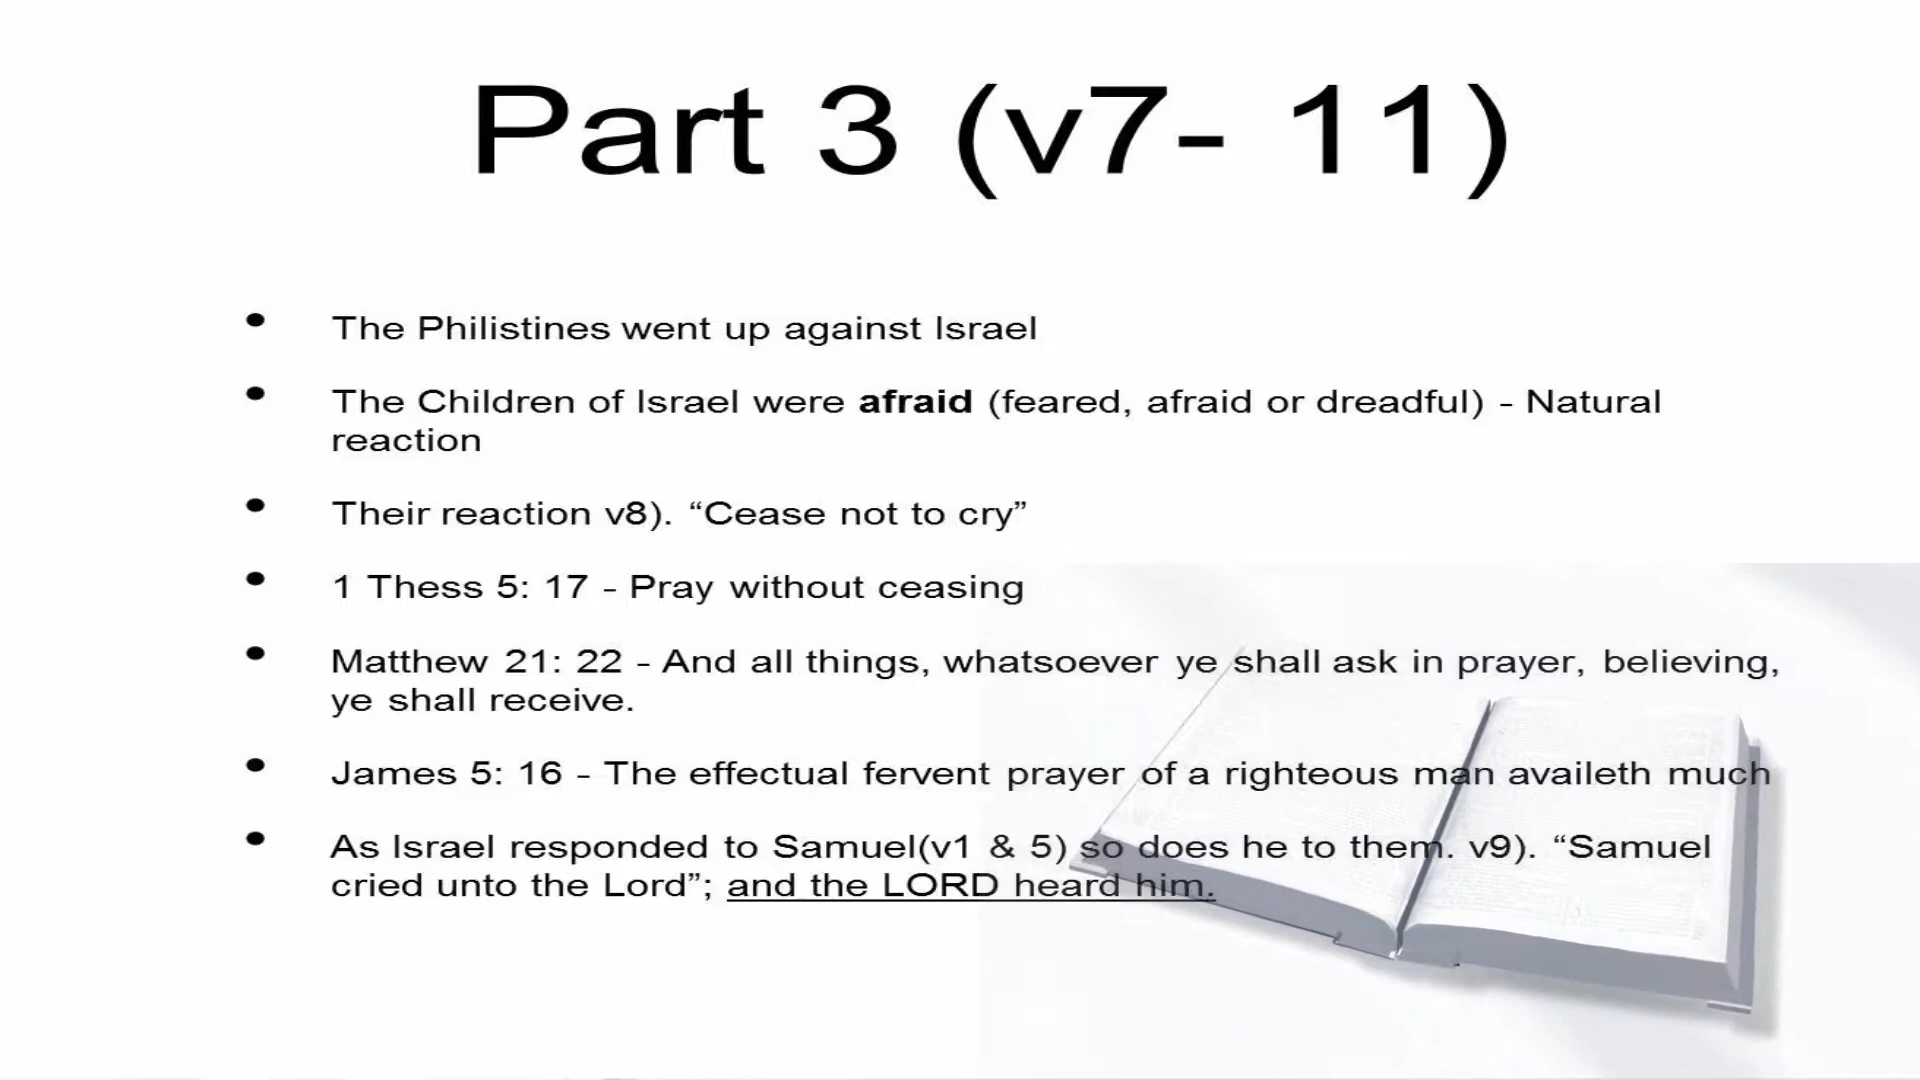 Part 3 (v7- 11)
• The Philistines went up against Israel
• The Children of Israel were afraid (feared, afraid or dreadful) - Natural
reaction
• Their reaction v8). “Cease not to cry”
• 1 Thess 5: 17 - Pray without ceasing
• Matthew 21: 22 - And all things, whatsoever ye shall ask in prayer, believing,
ye shall receive.
• James 5: 16 - The effectual fervent prayer of a righteous man availeth much
• As Israel responded to Samuel(v1 & 5) so does he to them. v9). “Samuel
cried unto the Lord”; and the LORD heard him.